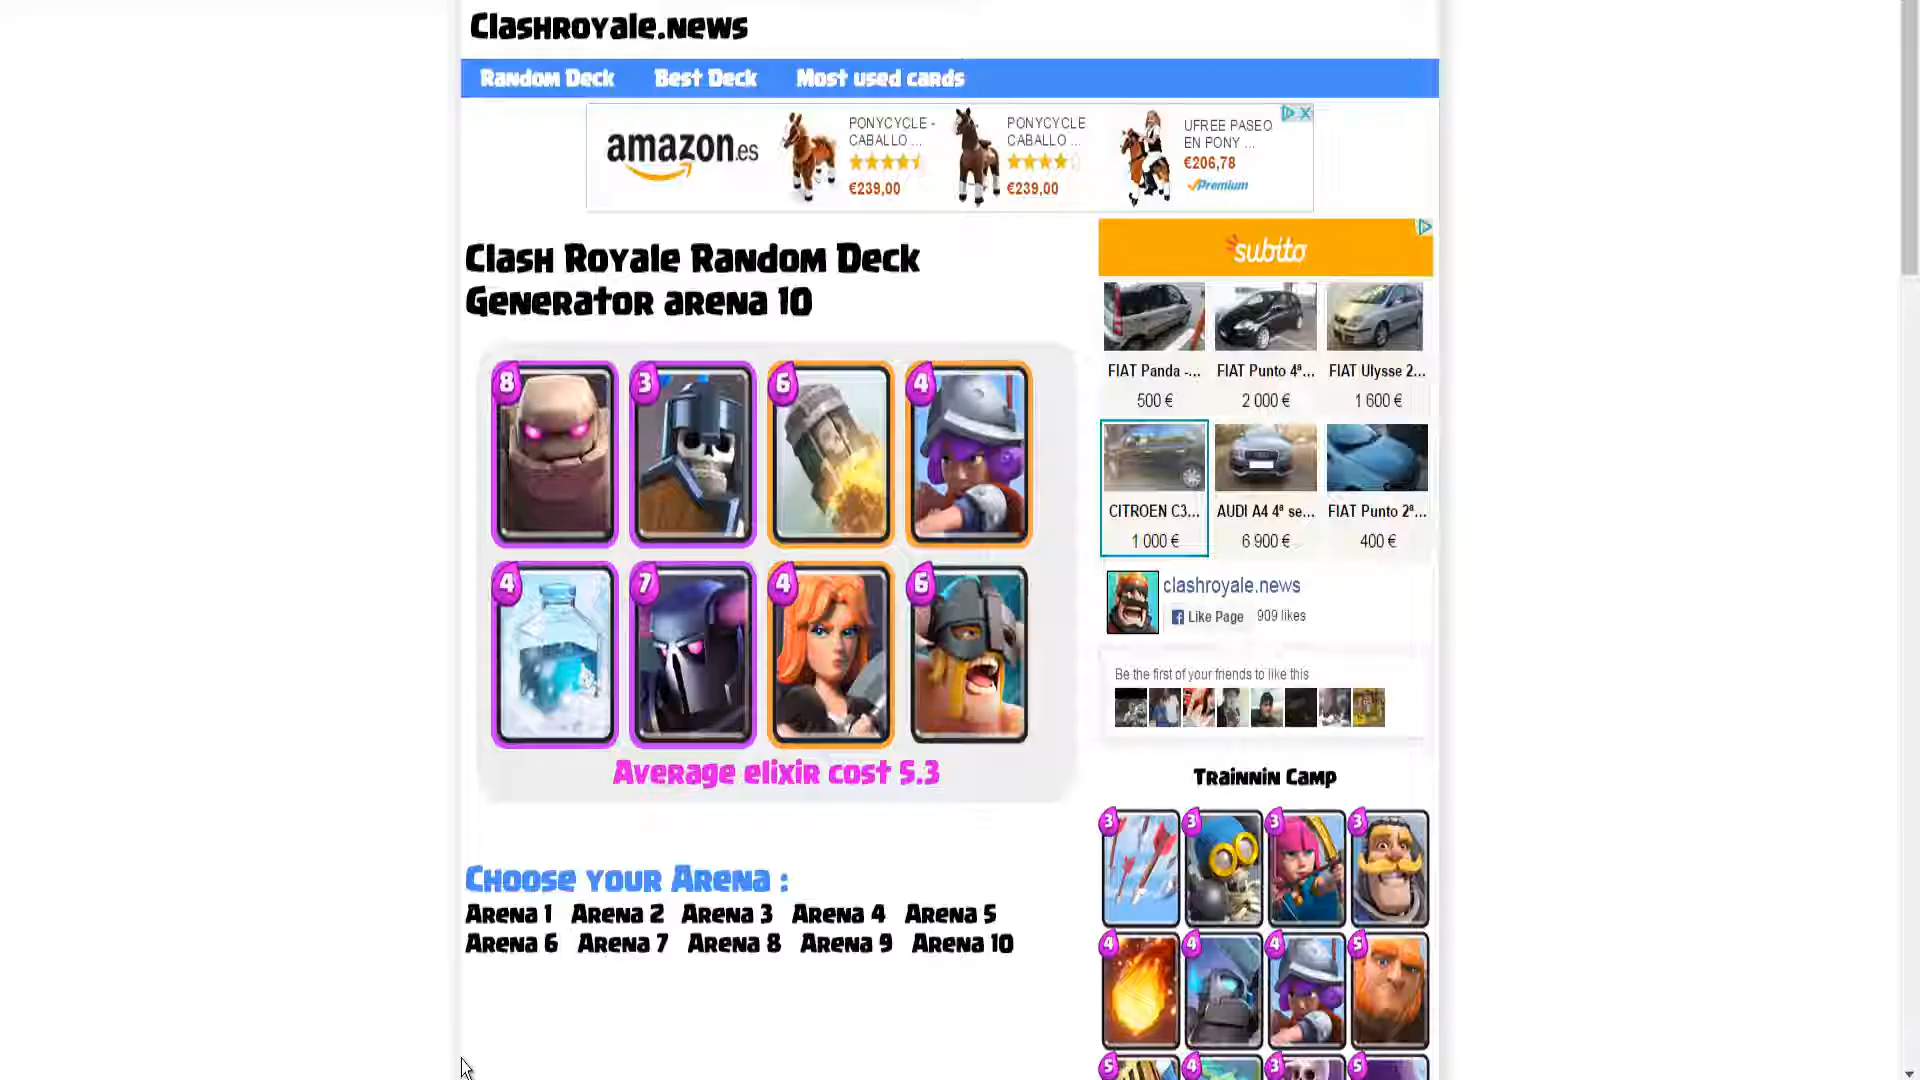 Clashroyale.news
Random Deck Best Deck Most used cards
amazon.es
PONYCYCLE -
CABALLO ...
€239,00
PONYCYCLE
CABALLO ...
€239,00
UFREE PASEO
EN PONY ...
€206,78
Premium
subito
Clash Royale Random Deck
Generator arena 10
FIAT Panda -... FIAT Punto 4ª... FIAT Ulysse 2...
500 € 2 000 € 1 600 €
8 3 6 4
CITROEN C3... AUDI A4 4ª se... FIAT Punto 2ª...
1 000 € 6 900 € 400 €
4 7 4 6
Average elixir cost 5.3
clashroyale.news
Like Page 909 likes
Be the first of your friends to like this
Trainnin Camp
3 3 3 3
4 4 4 5
5 4 3 5
Choose your Arena :
Arena 1 Arena 2 Arena 3 Arena 4 Arena 5
Arena 6 Arena 7 Arena 8 Arena 9 Arena 10